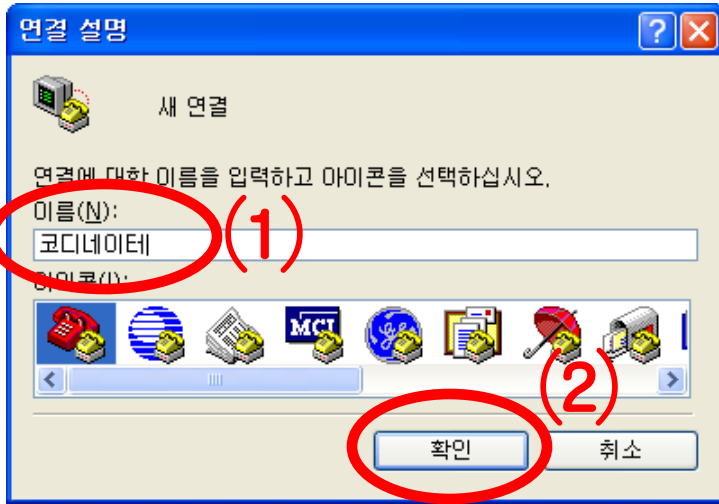 연결 설명
새 연결
연결에 대한 이름을 입력하고 아이콘을 선택하십시오.
이름(N):
코디네이터
(1)
아이콘(I):
MCI
(2)
확인
취소